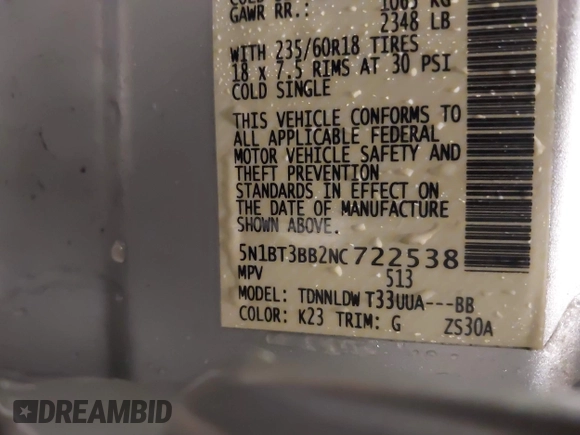 GAWR RR.:
2348 LB
WITH 235/60R18 TIRES
18 x 7.5 RIMS AT 30 PSI
COLD SINGLE
THIS VEHICLE CONFORMS TO
ALL APPLICABLE FEDERAL
MOTOR VEHICLE SAFETY AND
THEFT PREVENTION
STANDARDS IN EFFECT ON
THE DATE OF MANUFACTURE
SHOWN ABOVE.
5N1BT3BB2NC722538
MPV 513
MODEL: TDNNLDW T33UUA---BB
COLOR: K23 TRIM: G ZS30A
DREAMBID